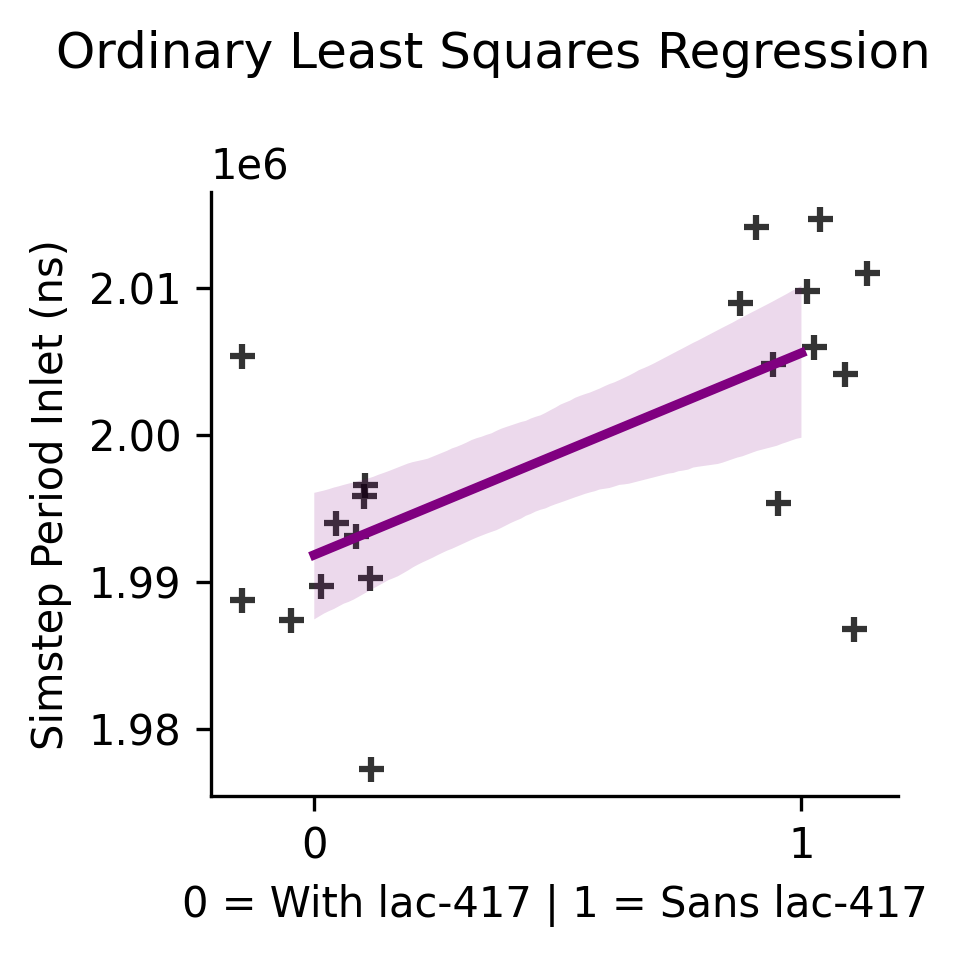 Ordinary Least Squares Regression
1e6
Simstep Period Inlet (ns)
2.01
2.00
1.99
1.98
0 1
0 = With lac-417 | 1 = Sans lac-417